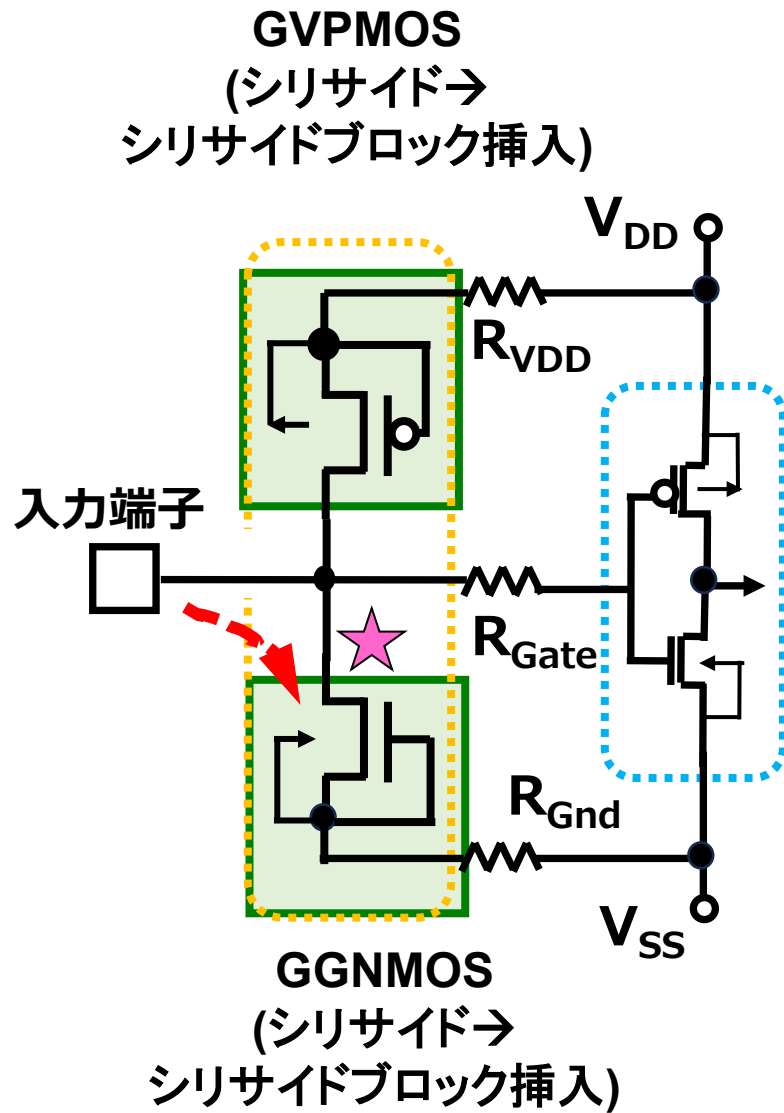 GVPMOS
(シリサイド→
シリサイドブロック挿入)
VDD
RVDD
入力端子
RGate
RGnd
VSS
GGNMOS
(シリサイド→
シリサイドブロック挿入)